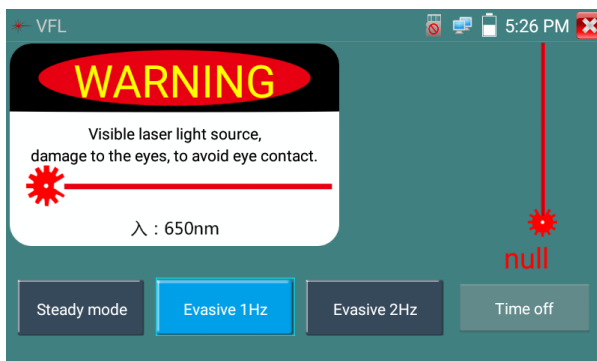 VFL
5:26 PM
WARNING
Visible laser light source,
damage to the eyes, to avoid eye contact.
入 : 650nm
null
Steady mode
Evasive 1Hz
Evasive 2Hz
Time off